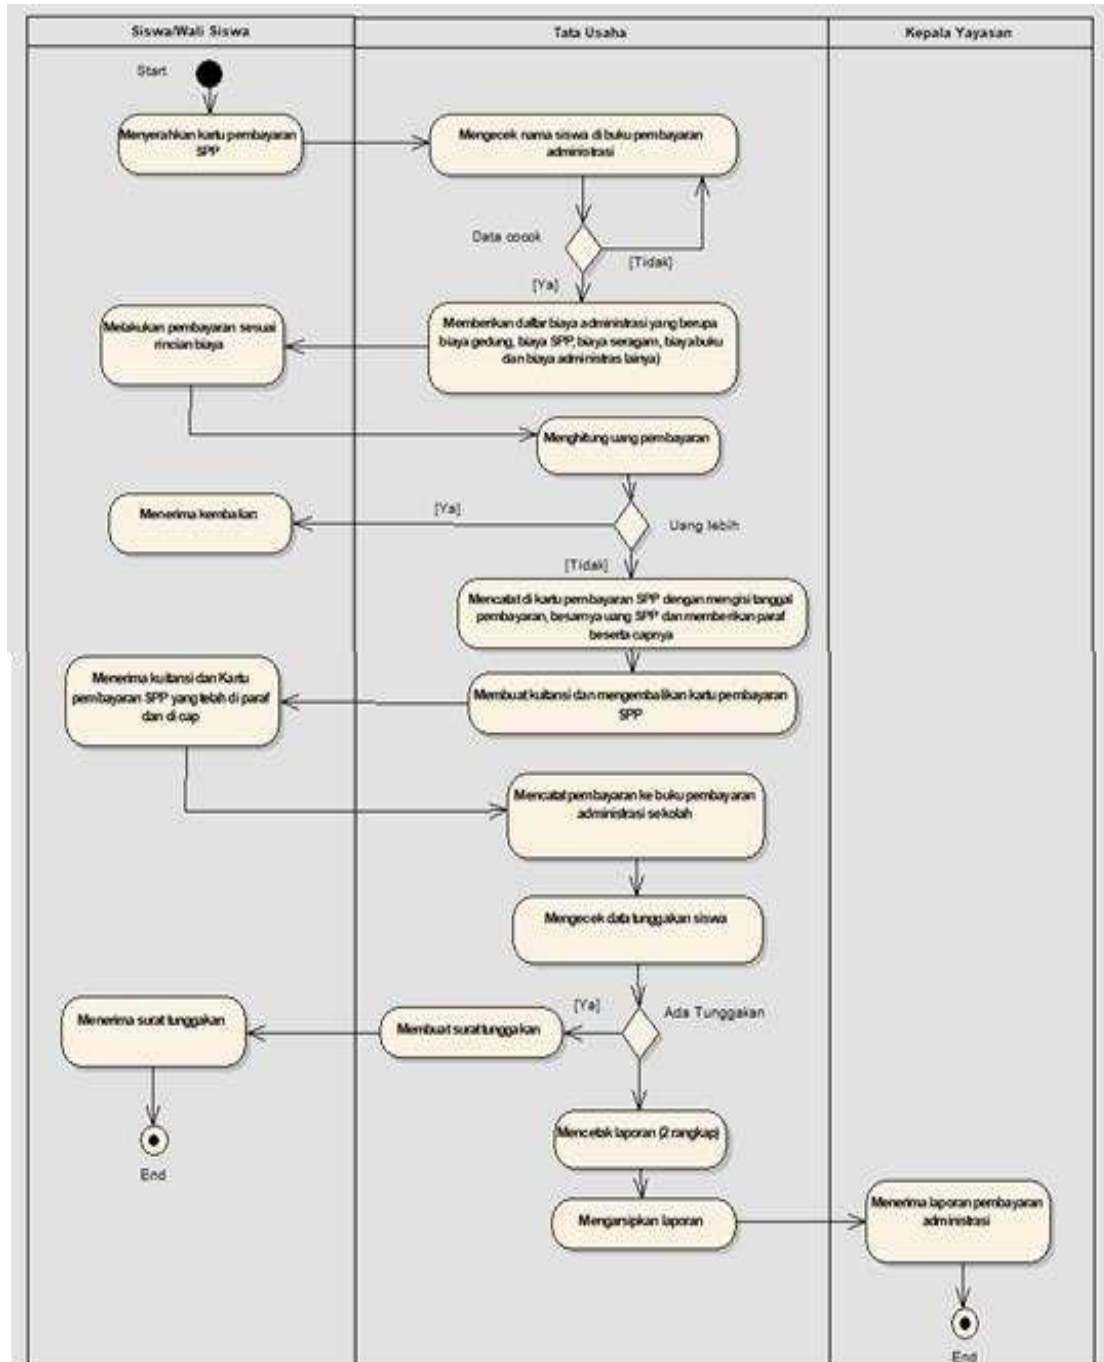 Siswa/Wali Siswa
Tata Usaha
Kepala Yayasan
Start
Menyerahkan kartu pembayaran
SPP
Mengecek nama siswa di buku pembayaran
administrasi
Data cocok
[Tidak]
[Ya]
Memberikan daftar biaya administrasi yang berupa
biaya gedung, biaya SPP, biaya seragam, biaya buku
dan biaya administras lainya)
Melakukan pembayaran sesuai
rincian biaya
Menghitung uang pembayaran
Menerima kembalian
[Ya]
Uang lebih
[Tidak]
Mencatat di kartu pembayaran SPP dengan mengisi tanggal
pembayaran, besarnya uang SPP dan memberikan paraf
beserta capnya
Menerima kuitansi dan Kartu
pembayaran SPP yang telah di paraf
dan di cap
Membuat kuitansi dan mengembalikan kartu pembayaran
SPP
Mencatat pembayaran ke buku pembayaran
administrasi sekolah
Mengecek data tunggakan siswa
Menerima surat tunggakan
Membuat surat tunggakan
[Ya]
Ada Tunggakan
End
Mencetak laporan (2 rangkap)
Mengarsipkan laporan
Menerima laporan pembayaran
administrasi
End